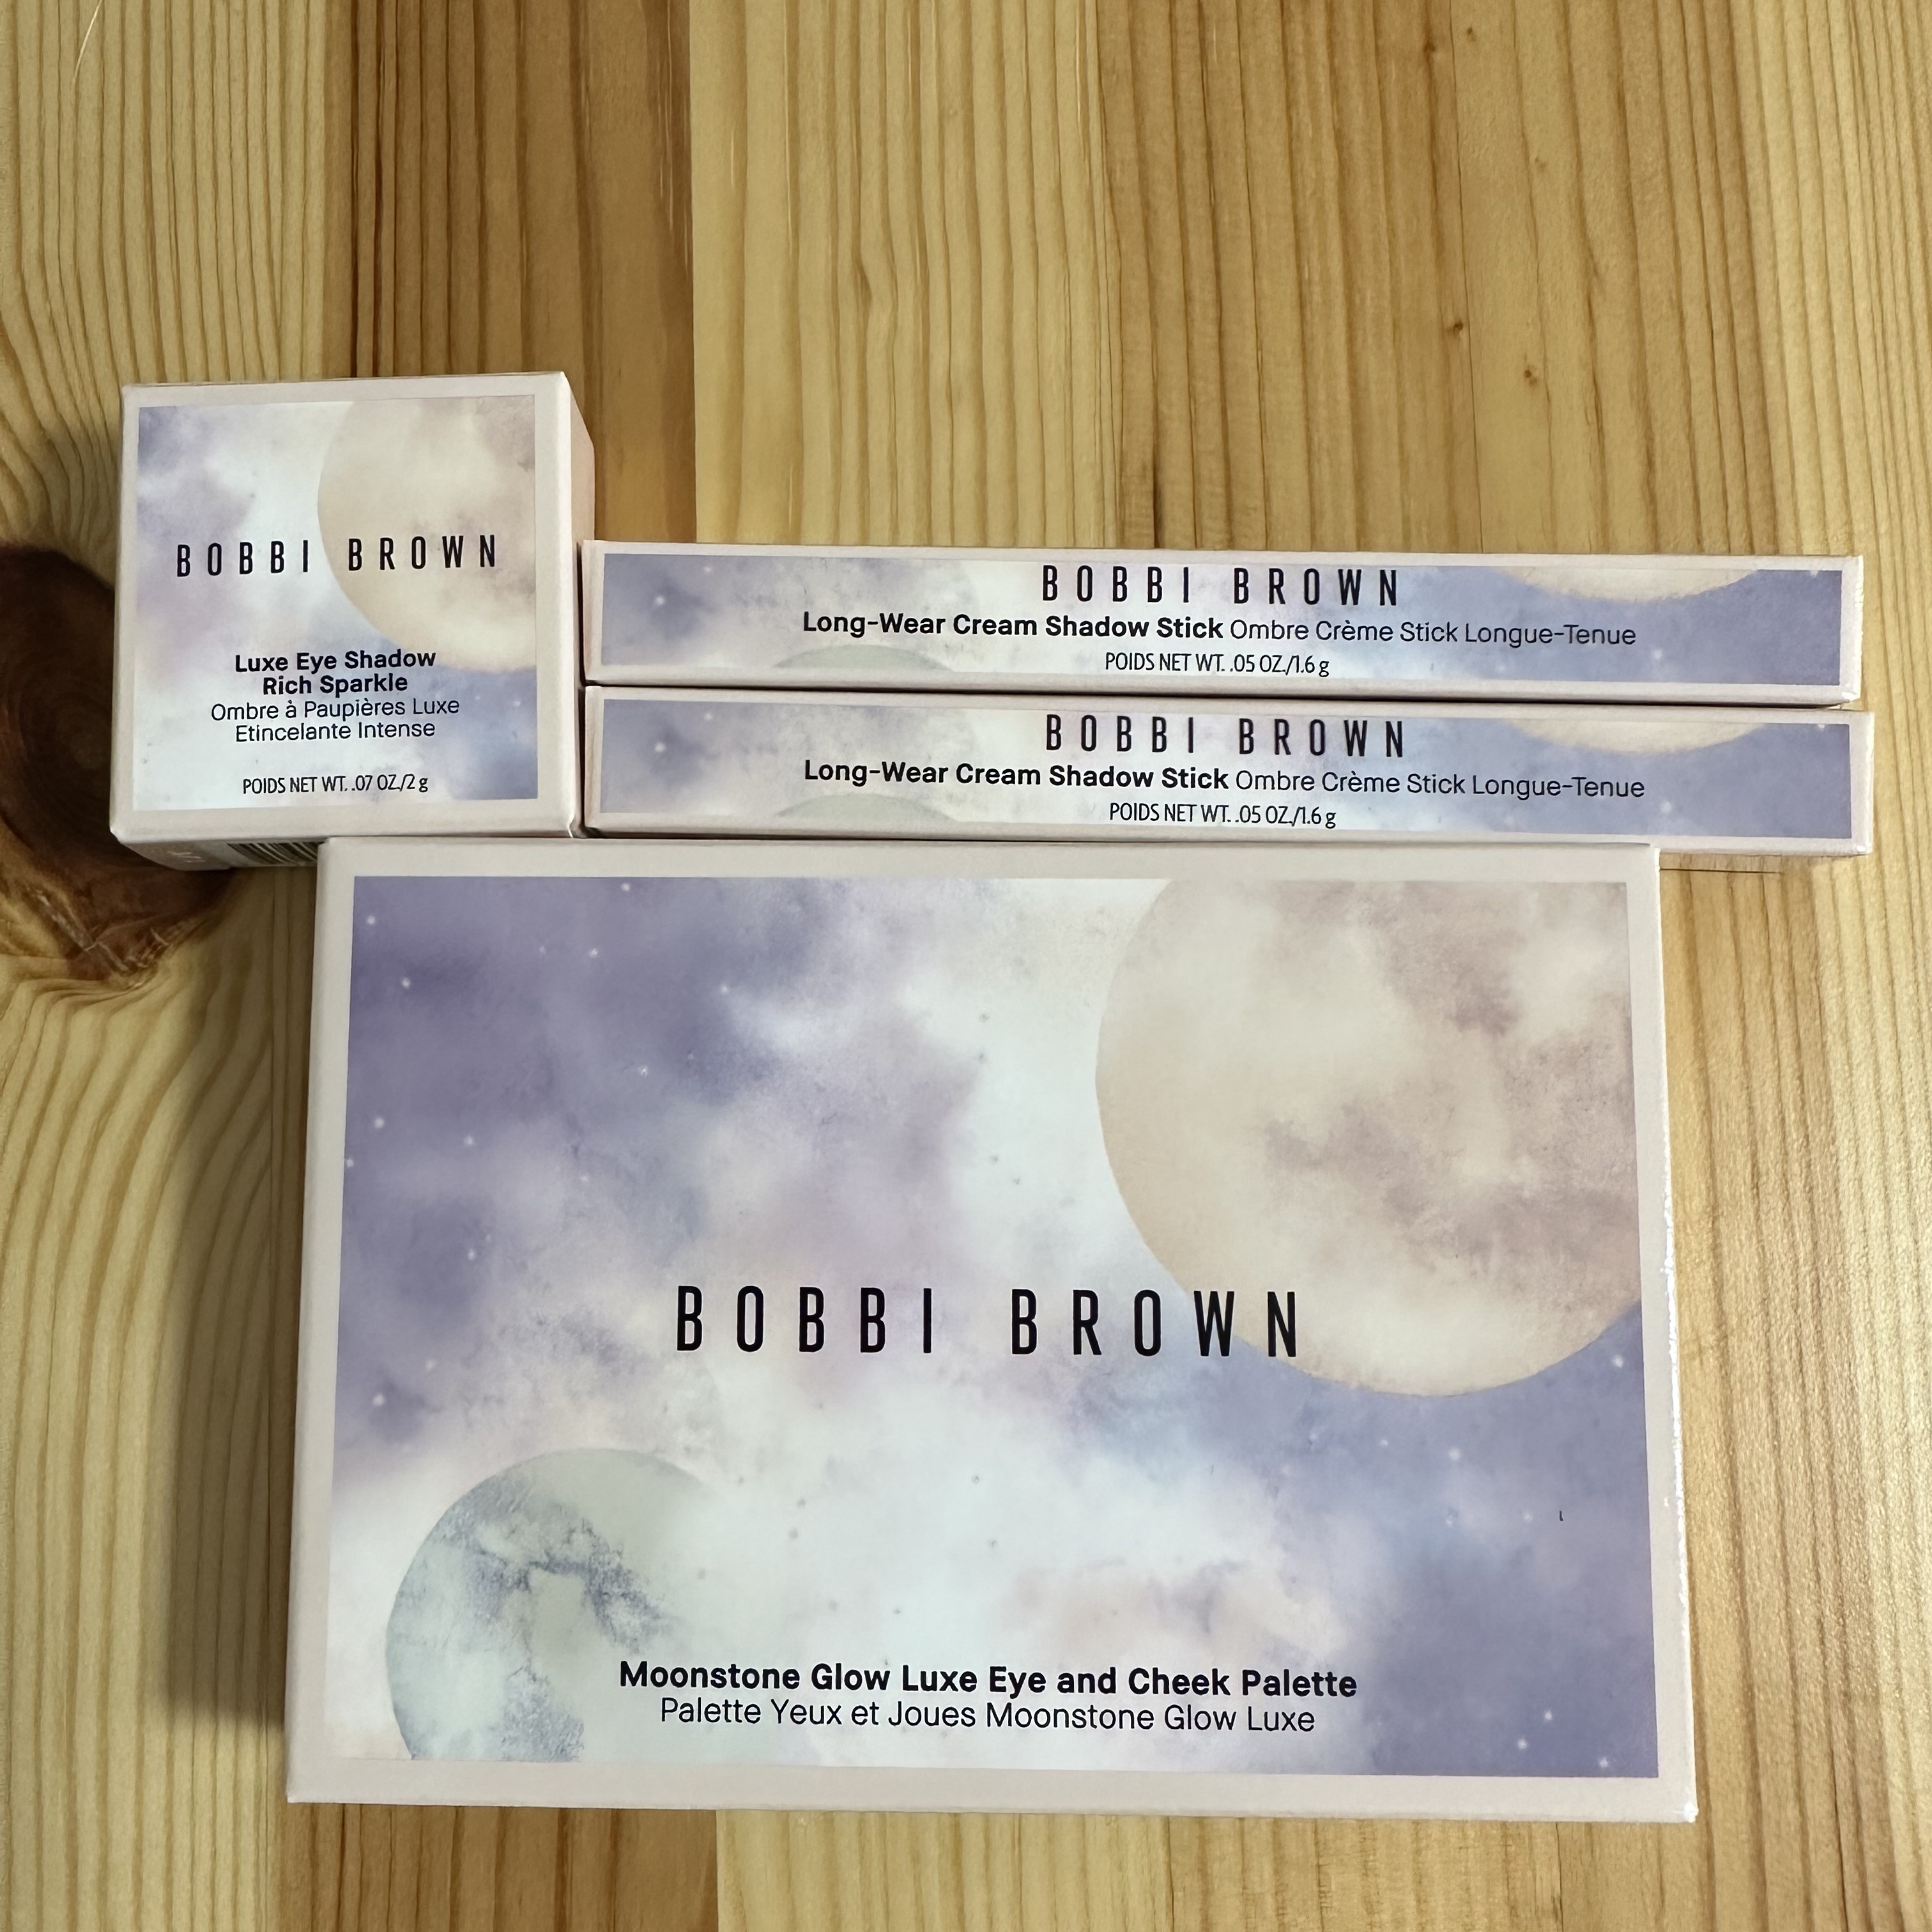 BOBBI BROWN
Luxe Eye Shadow
Rich Sparkle
Ombre à Paupières Luxe
Etincelante Intense
POIDS NET WT. .07 OZ./2 g
BOBBI BROWN
Long-Wear Cream Shadow Stick Ombre Crème Stick Longue-Tenue
POIDS NET WT. .05 OZ./1.6 g
BOBBI BROWN
Long-Wear Cream Shadow Stick Ombre Crème Stick Longue-Tenue
POIDS NET WT. .05 OZ./1.6 g
BOBBI BROWN
Moonstone Glow Luxe Eye and Cheek Palette
Palette Yeux et Joues Moonstone Glow Luxe